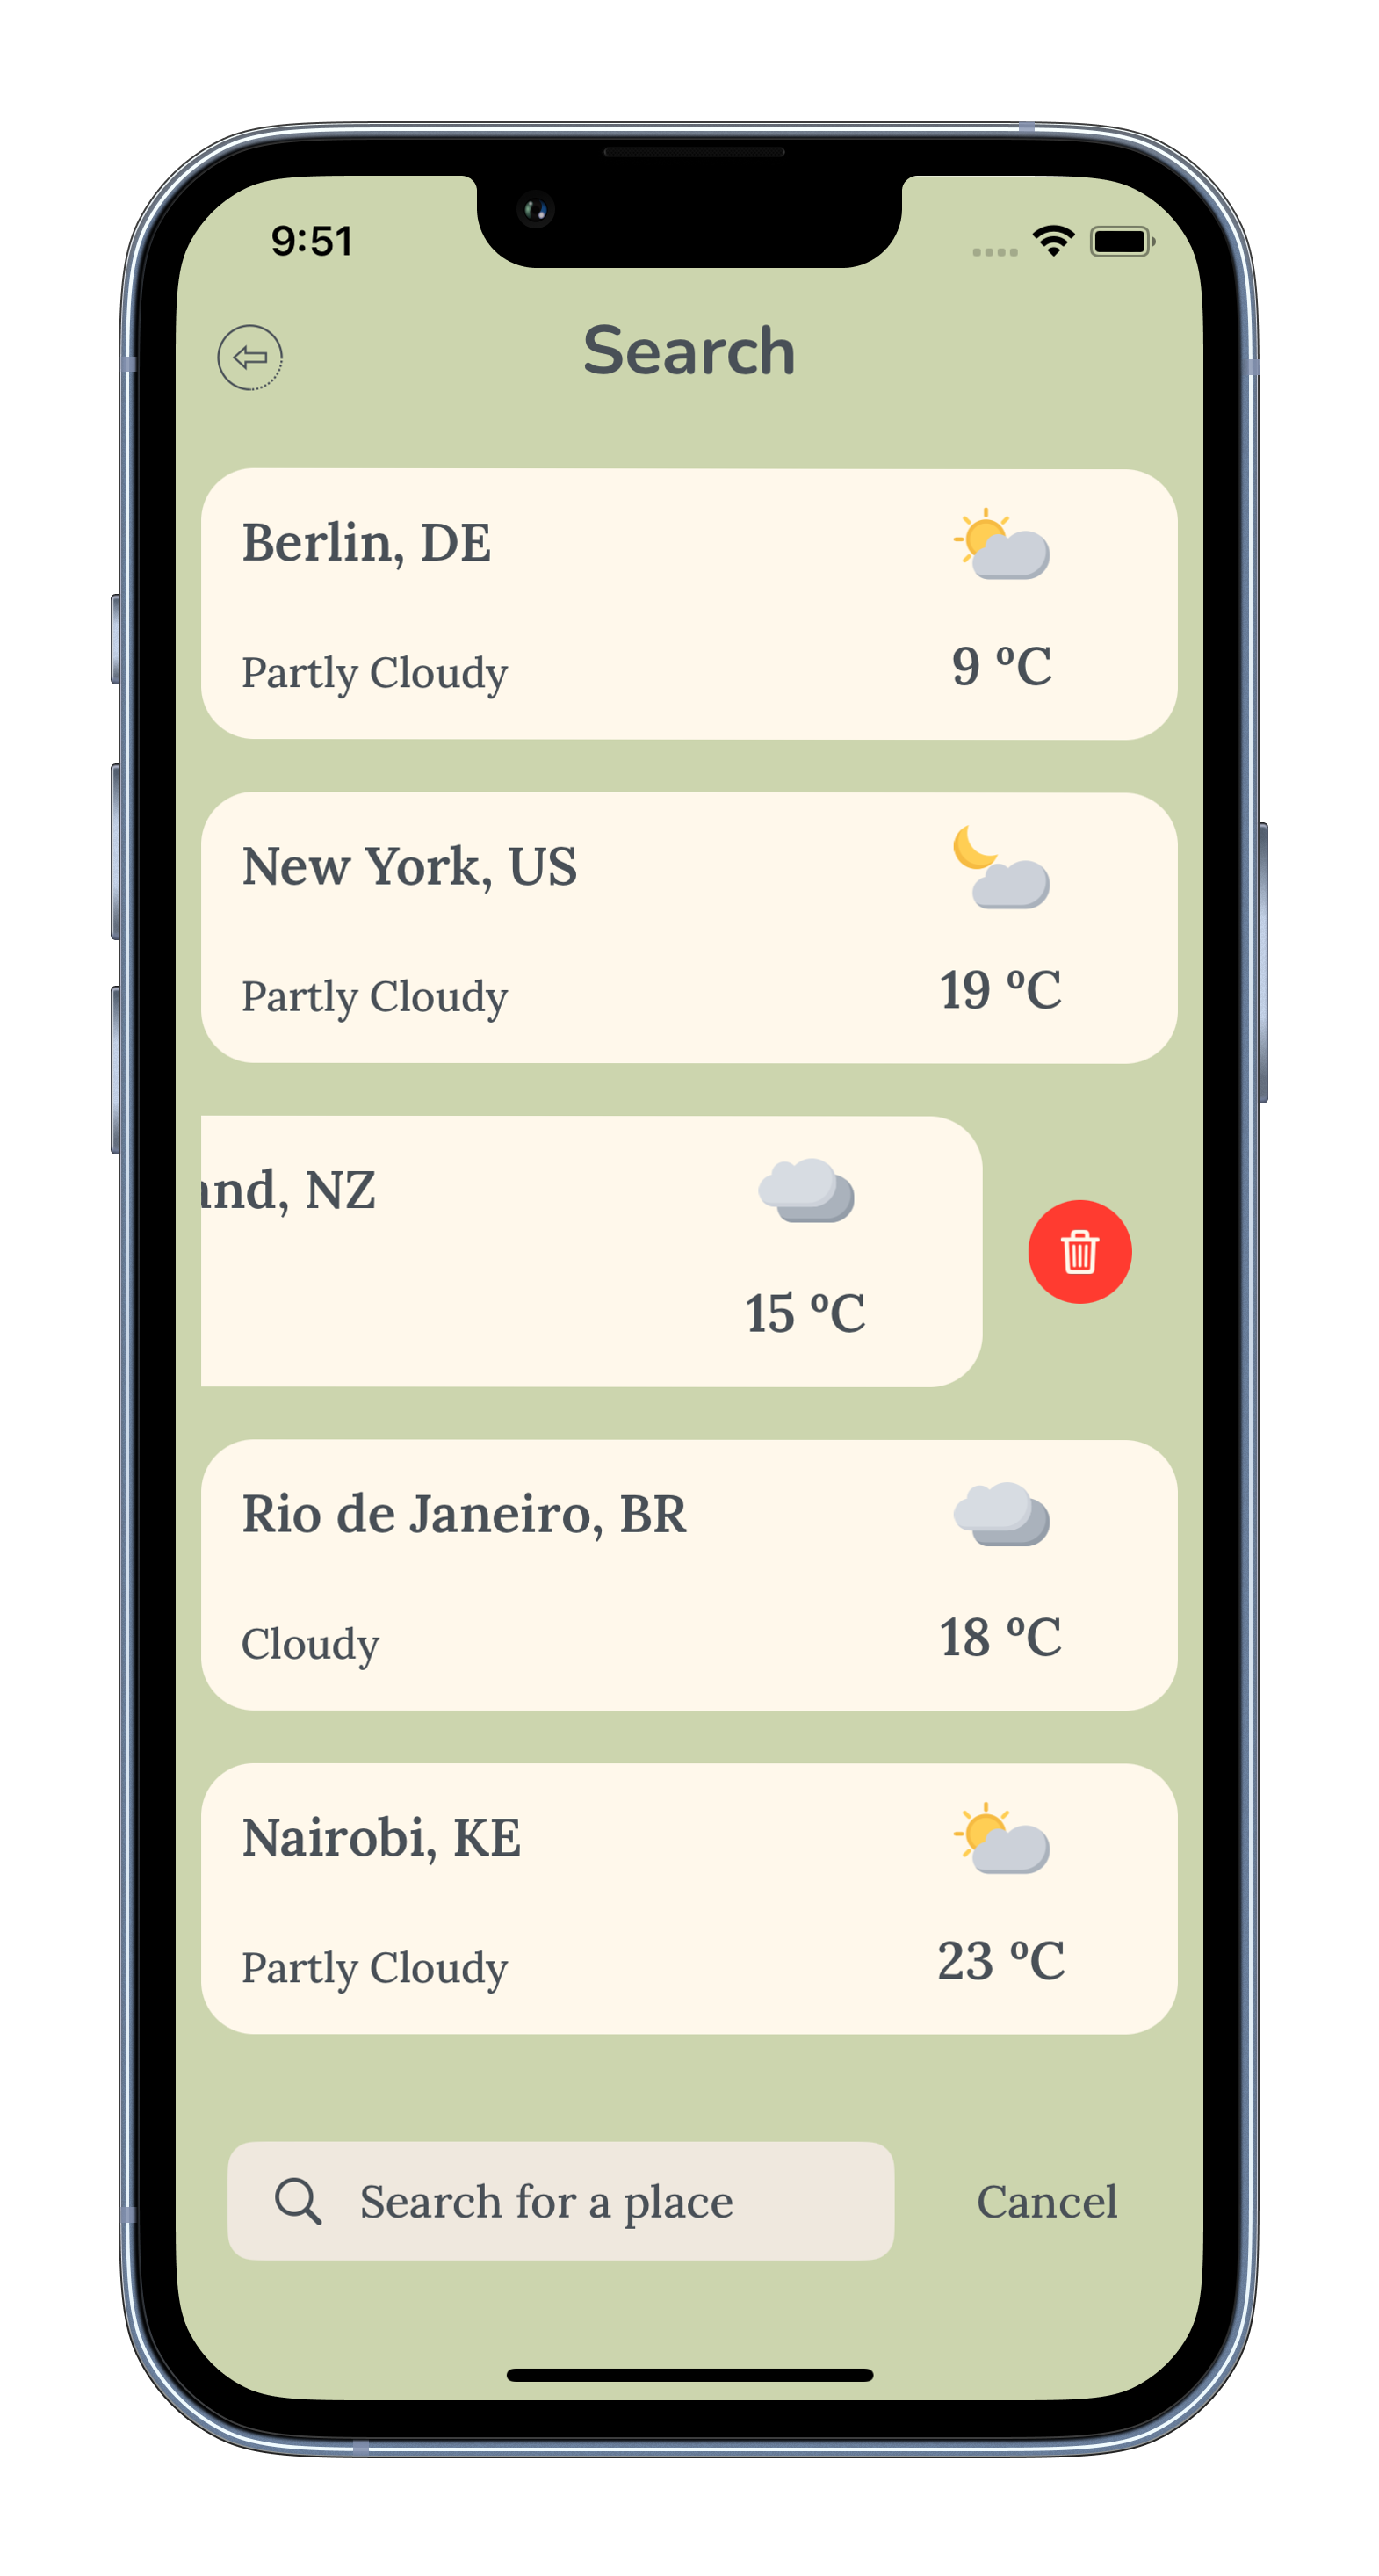 9:51
Search
Berlin, DE
Partly Cloudy
9 ºC
New York, US
Partly Cloudy
19 ºC
and, NZ
15 ºC
Rio de Janeiro, BR
Cloudy
18 ºC
Nairobi, KE
Partly Cloudy
23 ºC
Search for a place
Cancel